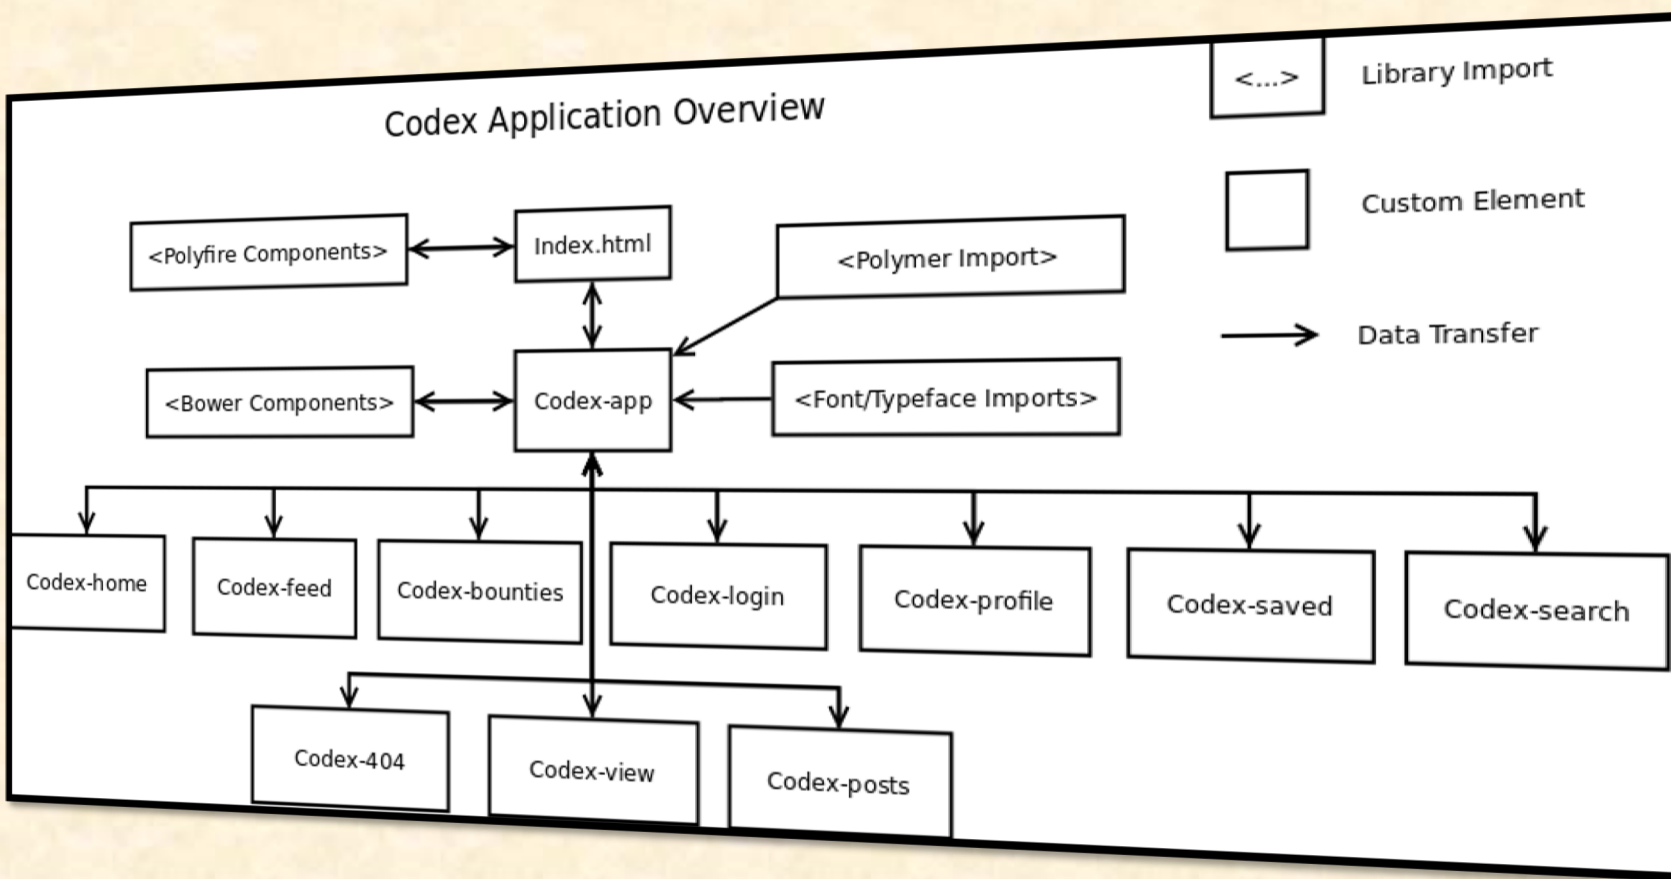 Codex Application Overview
<...>
Library Import
Custom Element
Data Transfer
<Polyfire Components>
Index.html
<Polymer Import>
<Bower Components>
Codex-app
<Font/Typeface Imports>
Codex-home
Codex-feed
Codex-bounties
Codex-login
Codex-profile
Codex-saved
Codex-search
Codex-404
Codex-view
Codex-posts